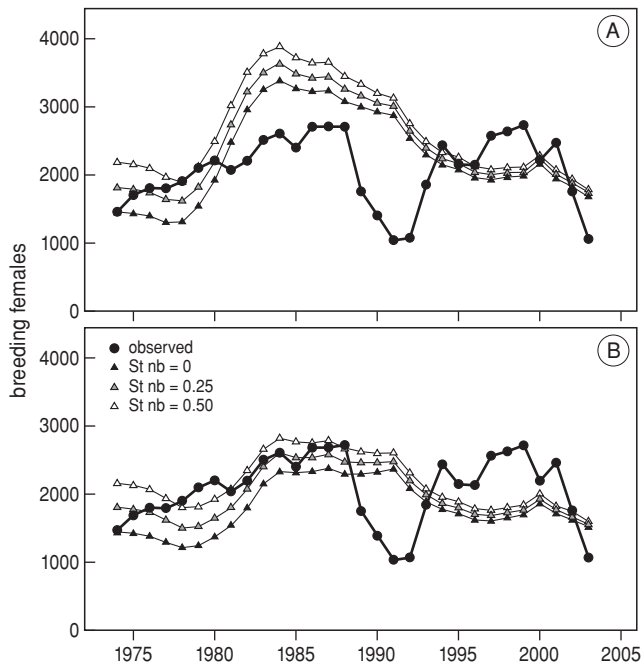 A
4000
3000
2000
1000
0
breeding females
B
observed
St nb = 0
St nb = 0.25
St nb = 0.50
4000
3000
2000
1000
0
1975 1980 1985 1990 1995 2000 2005